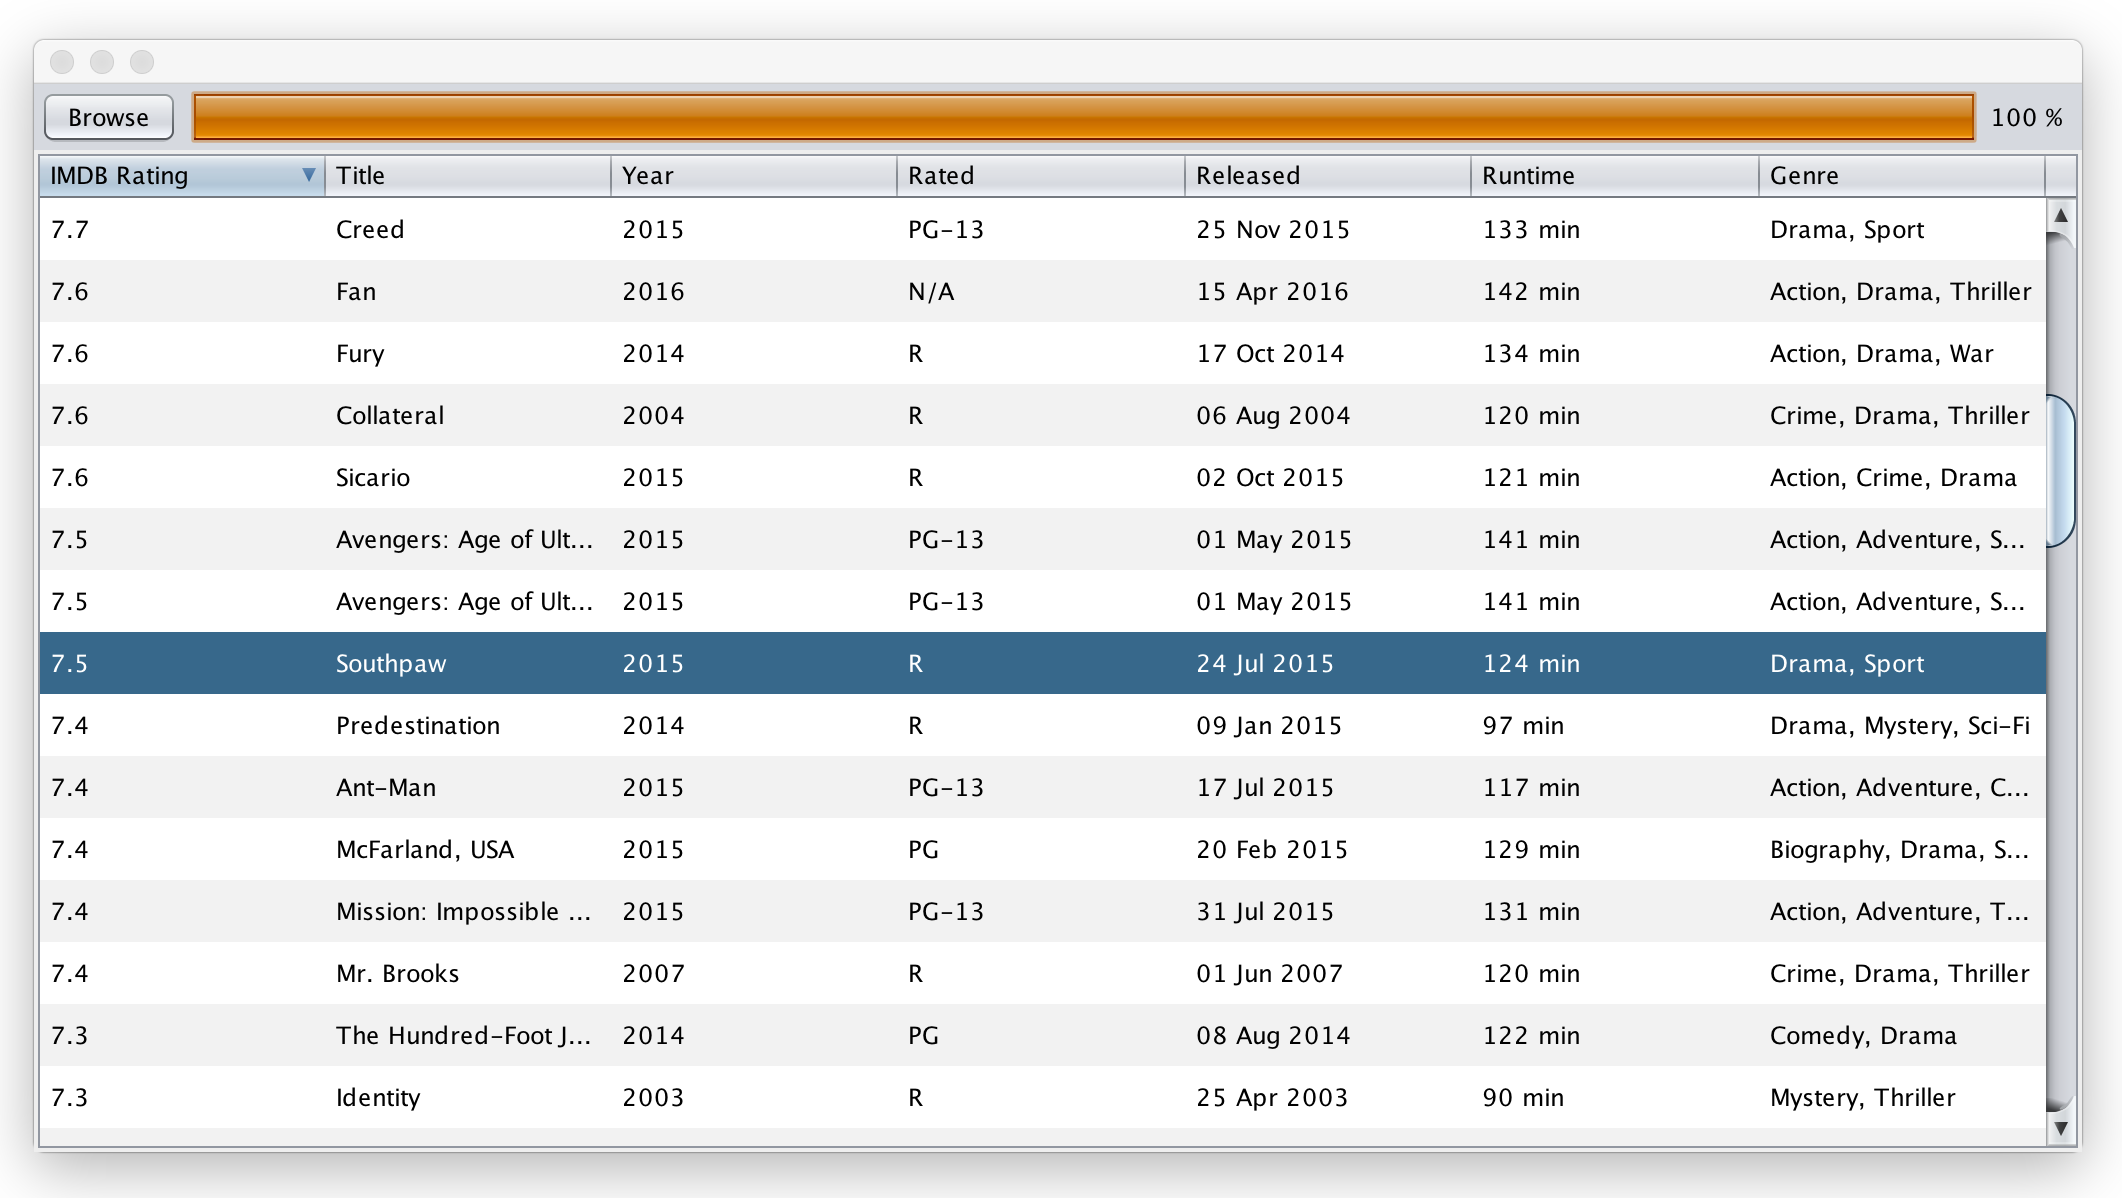 Browse 100 %
IMDB Rating Title Year Rated Released Runtime Genre
7.7 Creed 2015 PG-13 25 Nov 2015 133 min Drama, Sport
7.6 Fan 2016 N/A 15 Apr 2016 142 min Action, Drama, Thriller
7.6 Fury 2014 R 17 Oct 2014 134 min Action, Drama, War
7.6 Collateral 2004 R 06 Aug 2004 120 min Crime, Drama, Thriller
7.6 Sicario 2015 R 02 Oct 2015 121 min Action, Crime, Drama
7.5 Avengers: Age of Ult... 2015 PG-13 01 May 2015 141 min Action, Adventure, S...
7.5 Avengers: Age of Ult... 2015 PG-13 01 May 2015 141 min Action, Adventure, S...
7.5 Southpaw 2015 R 24 Jul 2015 124 min Drama, Sport
7.4 Predestination 2014 R 09 Jan 2015 97 min Drama, Mystery, Sci-Fi
7.4 Ant-Man 2015 PG-13 17 Jul 2015 117 min Action, Adventure, C...
7.4 McFarland, USA 2015 PG 20 Feb 2015 129 min Biography, Drama, S...
7.4 Mission: Impossible ... 2015 PG-13 31 Jul 2015 131 min Action, Adventure, T...
7.4 Mr. Brooks 2007 R 01 Jun 2007 120 min Crime, Drama, Thriller
7.3 The Hundred-Foot J... 2014 PG 08 Aug 2014 122 min Comedy, Drama
7.3 Identity 2003 R 25 Apr 2003 90 min Mystery, Thriller